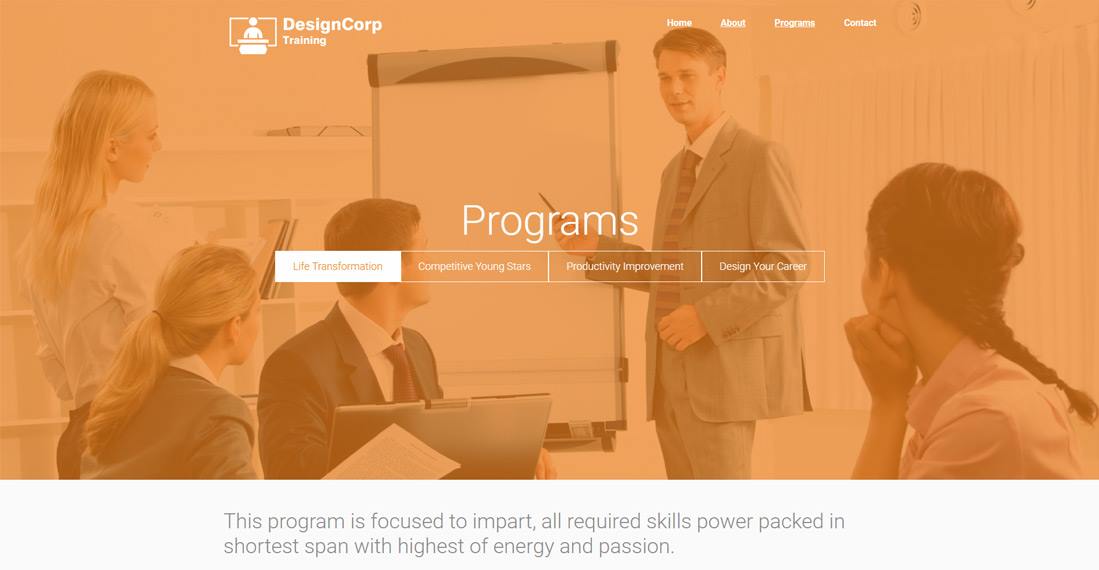 DesignCorp
Training
Home About Programs Contact
Programs
Life Transformation Competitive Young Stars Productivity Improvement Design Your Career
This program is focused to impart, all required skills power packed in
shortest span with highest of energy and passion.